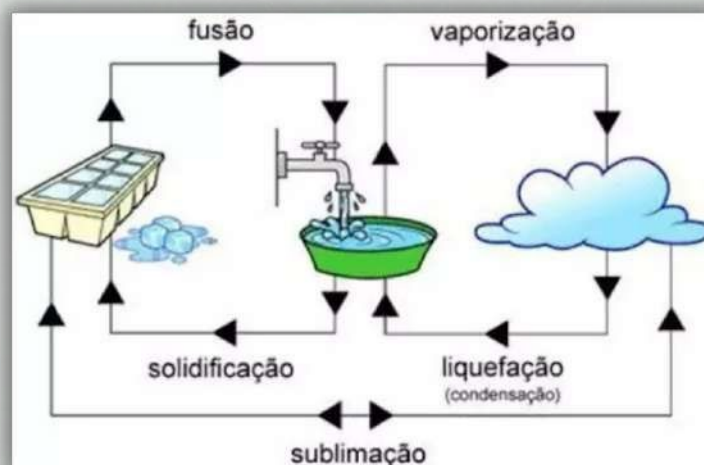 fusão
vaporização
solidificação
liquefação
(condensação)
sublimação